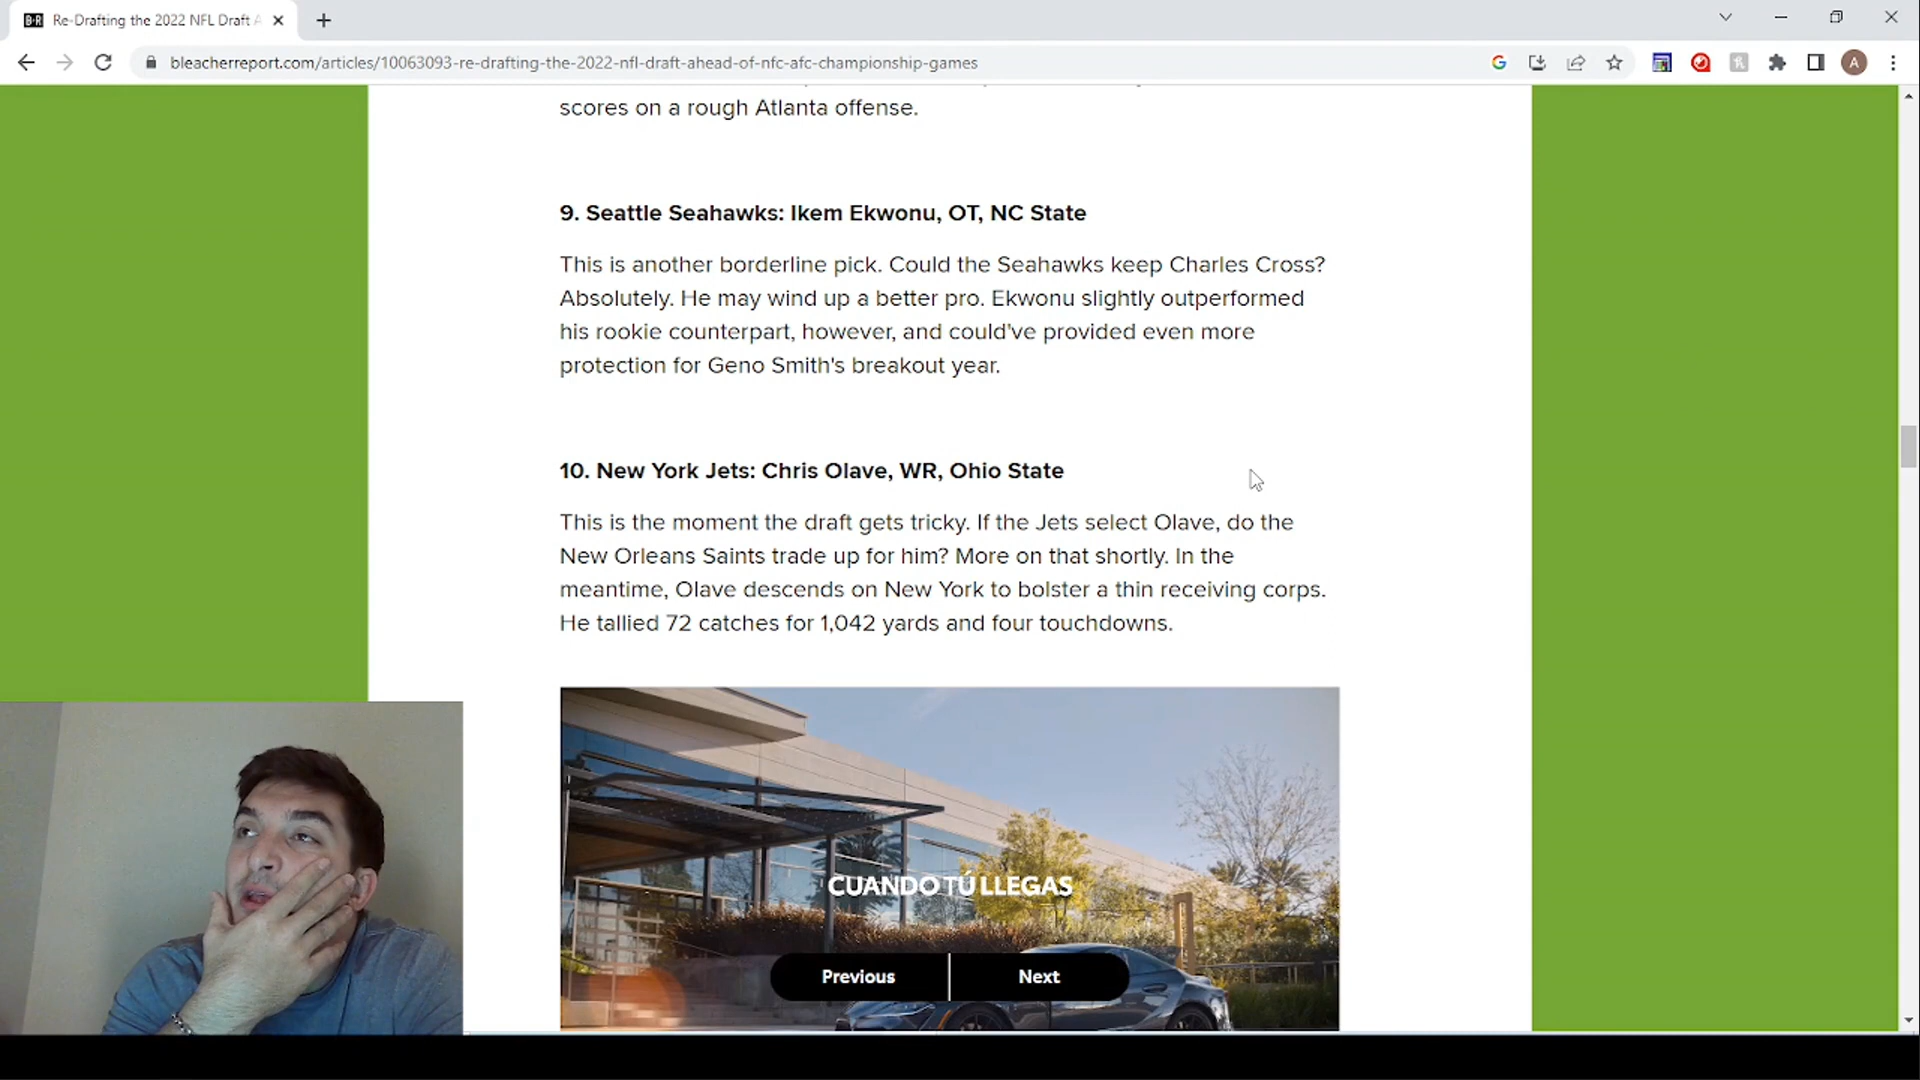 Re-Drafting the 2022 NFL Draft A
bleacherreport.com/articles/10063093-re-drafting-the-2022-nfl-draft-ahead-of-nfc-afc-championship-games
A
scores on a rough Atlanta offense.
9. Seattle Seahawks: Ikem Ekwonu, OT, NC State
This is another borderline pick. Could the Seahawks keep Charles Cross?
Absolutely. He may wind up a better pro. Ekwonu slightly outperformed
his rookie counterpart, however, and could've provided even more
protection for Geno Smith's breakout year.
10. New York Jets: Chris Olave, WR, Ohio State
This is the moment the draft gets tricky. If the Jets select Olave, do the
New Orleans Saints trade up for him? More on that shortly. In the
meantime, Olave descends on New York to bolster a thin receiving corps.
He tallied 72 catches for 1,042 yards and four touchdowns.
CUANDO TÚ LLEGAS
Previous Next